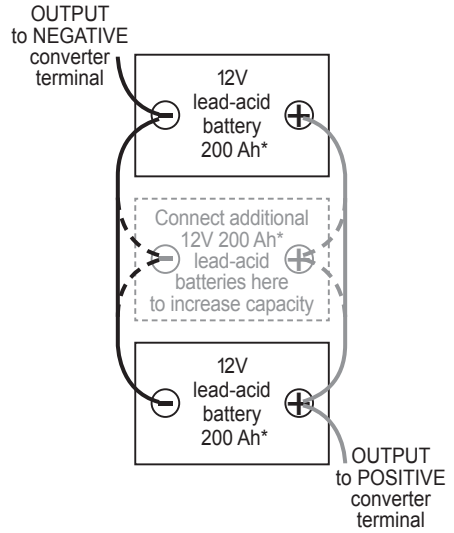 OUTPUT
to NEGATIVE
converter
terminal
12V
lead-acid
battery
200 Ah*
Connect additional
12V 200 Ah*
lead-acid
batteries here
to increase capacity
12V
lead-acid
battery
200 Ah*
OUTPUT
to POSITIVE
converter
terminal